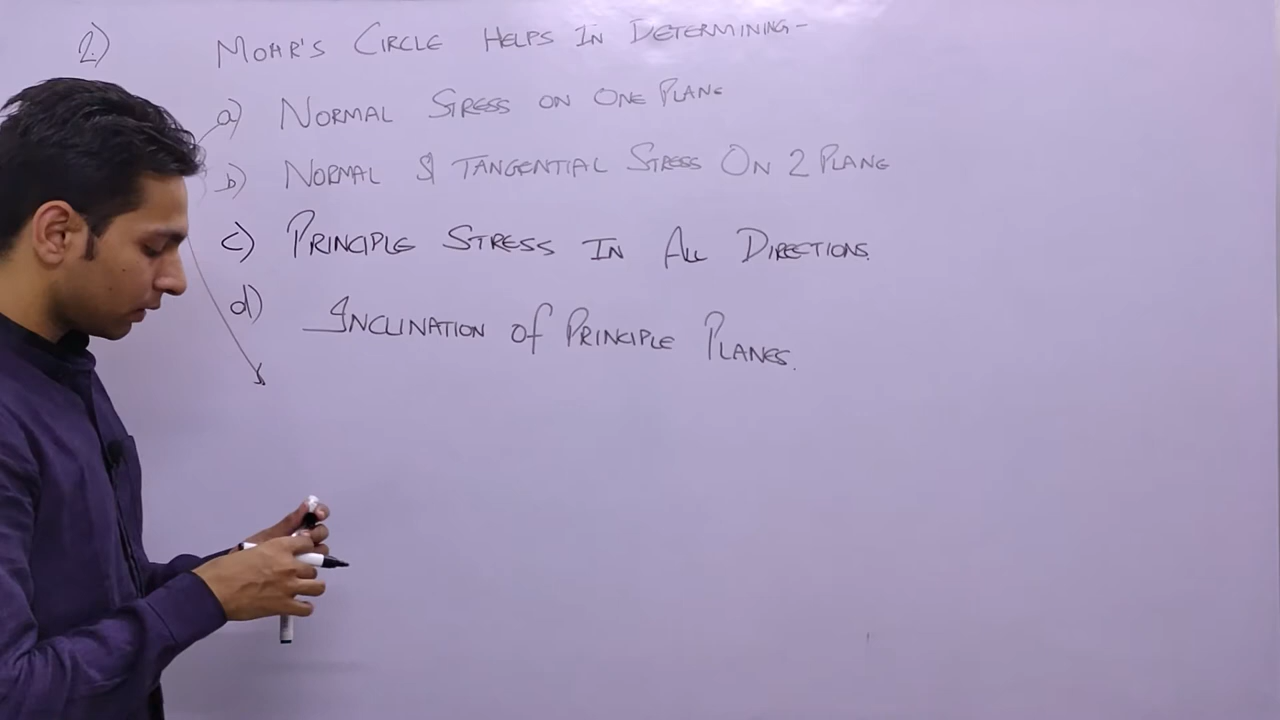 2.) MOHR'S CIRCLE HELPS IN DETERMINING-
a) NORMAL STRESS ON ONE PLANE
b) NORMAL & TANGENTIAL STRESS ON 2 PLANE
c) PRINCIPLE STRESS IN ALL DIRECTIONS.
d) INCLINATION OF PRINCIPLE PLANES.